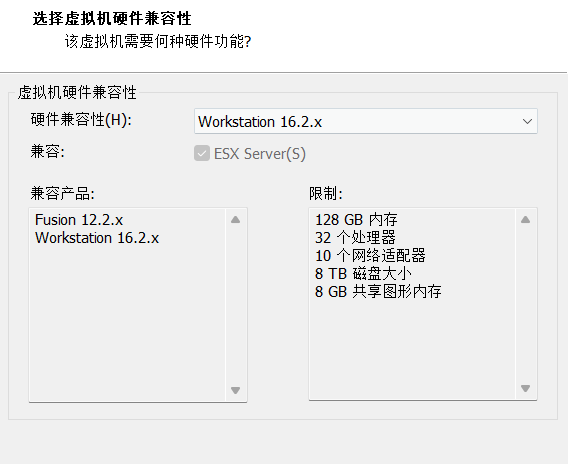 选择虚拟机硬件兼容性
该虚拟机需要何种硬件功能?
虚拟机硬件兼容性
硬件兼容性(H):
Workstation 16.2.x
兼容:
ESX Server(S)
兼容产品:
Fusion 12.2.x
Workstation 16.2.x
限制:
128 GB 内存
32 个处理器
10 个网络适配器
8 TB 磁盘大小
8 GB 共享图形内存